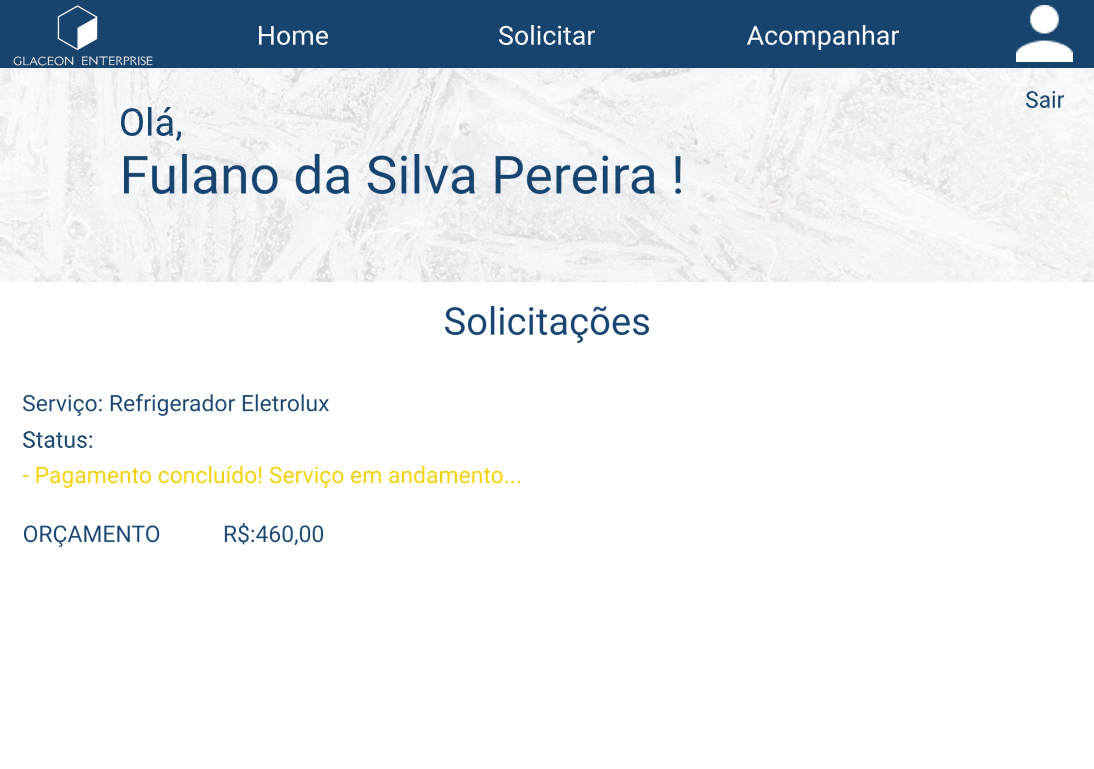 GLACEON ENTERPRISE
Home
Solicitar
Acompanhar
Sair
Olá,
Fulano da Silva Pereira !
Solicitações
Serviço: Refrigerador Eletrolux
Status:
- Pagamento concluído! Serviço em andamento...
ORÇAMENTO R$:460,00